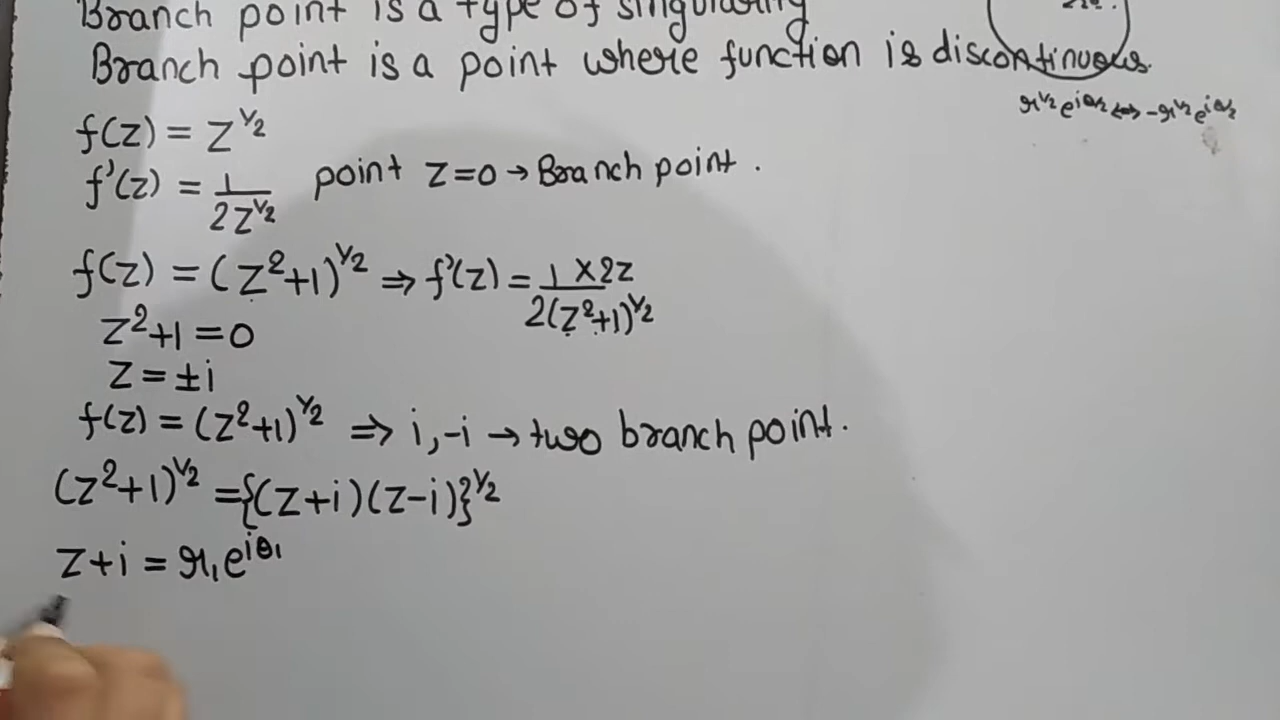 Branch point is a type of singularity
Branch point is a point where function is discontinuous.
r^1/2 e^iθ/2 ↔ -r^1/2 e^iθ/2
f(z) = z^1/2
f'(z) = 1/2z^1/2 point z=0 → Branch point.
f(z) = (z²+1)^1/2 ⇒ f'(z) = 1×2z/2(z²+1)^1/2
z²+1=0
z=±i
f(z) = (z²+1)^1/2 ⇒ i,-i → two branch point.
(z²+1)^1/2 = {(z+i)(z-i)}^1/2
z+i = r₁e^iθ₁